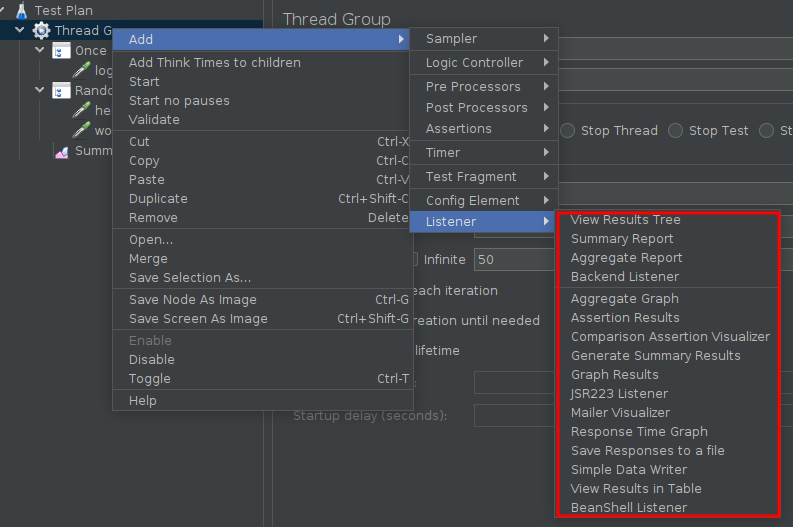 Test Plan
Thread G
Once
log
Rando
he
wo
Summ
Thread Group
Add
Add Think Times to children
Start
Start no pauses
Validate
Cut Ctrl-X
Copy Ctrl-C
Paste Ctrl-V
Duplicate Ctrl+Shift-C
Remove Delete
Open...
Merge
Save Selection As...
Save Node As Image Ctrl-G
Save Screen As Image Ctrl+Shift-G
Enable
Disable
Toggle Ctrl-T
Help
Sampler
Logic Controller
Pre Processors
Post Processors
Assertions
Timer
Test Fragment
Config Element
Listener
Stop Thread Stop Test St
Infinite 50
each iteration
reation until needed
lifetime
Startup delay (seconds):
View Results Tree
Summary Report
Aggregate Report
Backend Listener
Aggregate Graph
Assertion Results
Comparison Assertion Visualizer
Generate Summary Results
Graph Results
JSR223 Listener
Mailer Visualizer
Response Time Graph
Save Responses to a file
Simple Data Writer
View Results in Table
BeanShell Listener